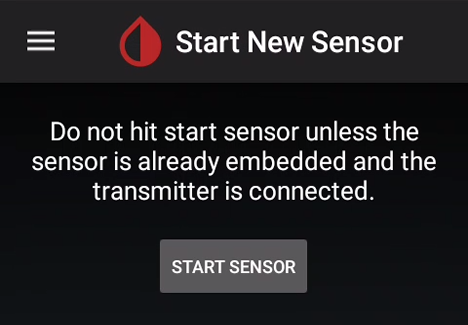 Start New Sensor
Do not hit start sensor unless the
sensor is already embedded and the
transmitter is connected.
START SENSOR